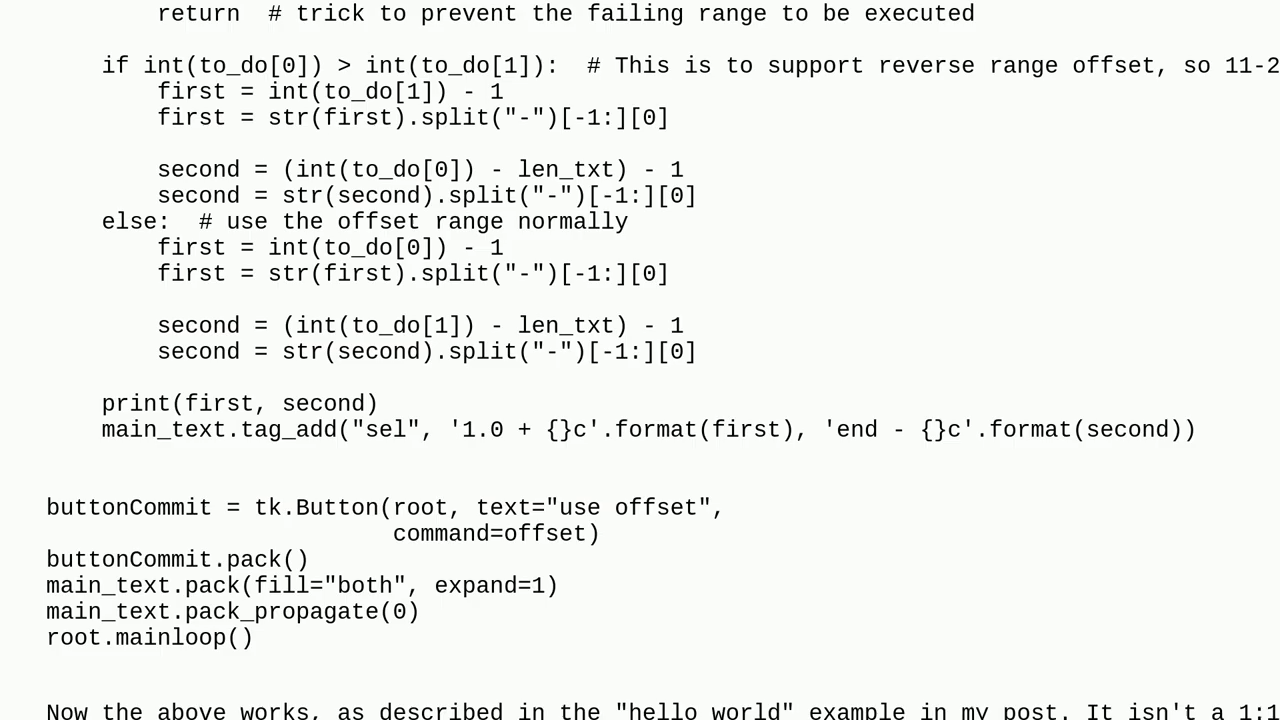 return  # trick to prevent the failing range to be executed
if int(to_do[0]) > int(to_do[1]):  # This is to support reverse range offset, so 11-2
first = int(to_do[1]) - 1
first = str(first).split("-")[-1:][0]
second = (int(to_do[0]) - len_txt) - 1
second = str(second).split("-")[-1:][0]
else:  # use the offset range normally
first = int(to_do[0]) - 1
first = str(first).split("-")[-1:][0]
second = (int(to_do[1]) - len_txt) - 1
second = str(second).split("-")[-1:][0]
print(first, second)
main_text.tag_add("sel", '1.0 + {}c'.format(first), 'end - {}c'.format(second))
buttonCommit = tk.Button(root, text="use offset",
command=offset)
buttonCommit.pack()
main_text.pack(fill="both", expand=1)
main_text.pack_propagate(0)
root.mainloop()
Now the above works, as described in the "hello world" example in my post. It isn't a 1:1